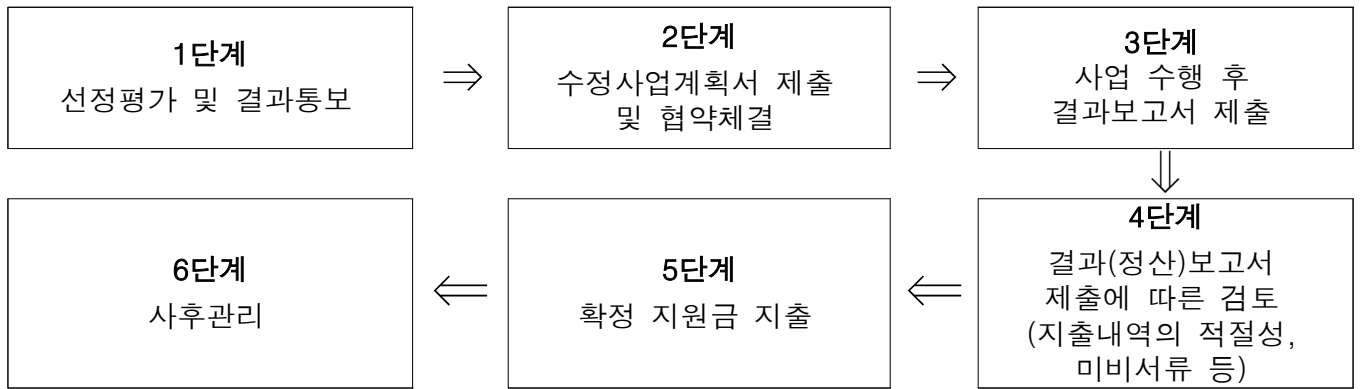 1단계
선정평가 및 결과통보
⇒
2단계
수정사업계획서 제출
및 협약체결
⇒
3단계
사업 수행 후
결과보고서 제출
⇓
4단계
결과(정산)보고서
제출에 따른 검토
(지출내역의 적절성,
미비서류 등)
⇐
5단계
확정 지원금 지출
⇐
6단계
사후관리